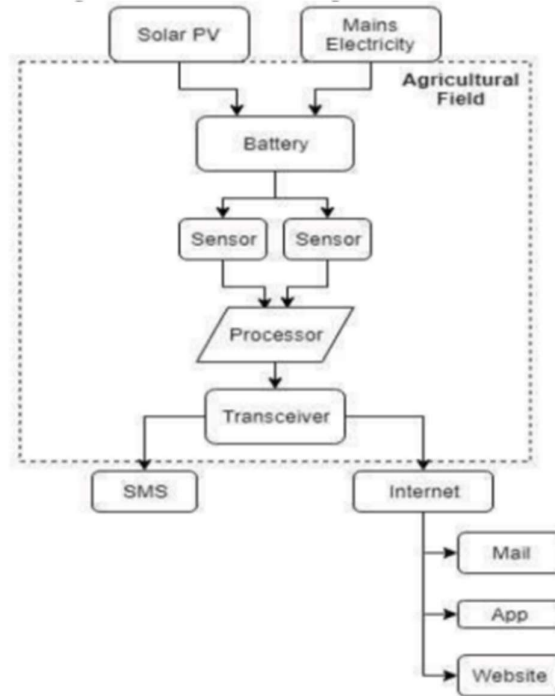 Solar PV
Mains
Electricity
Agricultural
Field
Battery
Sensor
Sensor
Processor
Transceiver
SMS
Internet
Mail
App
Website